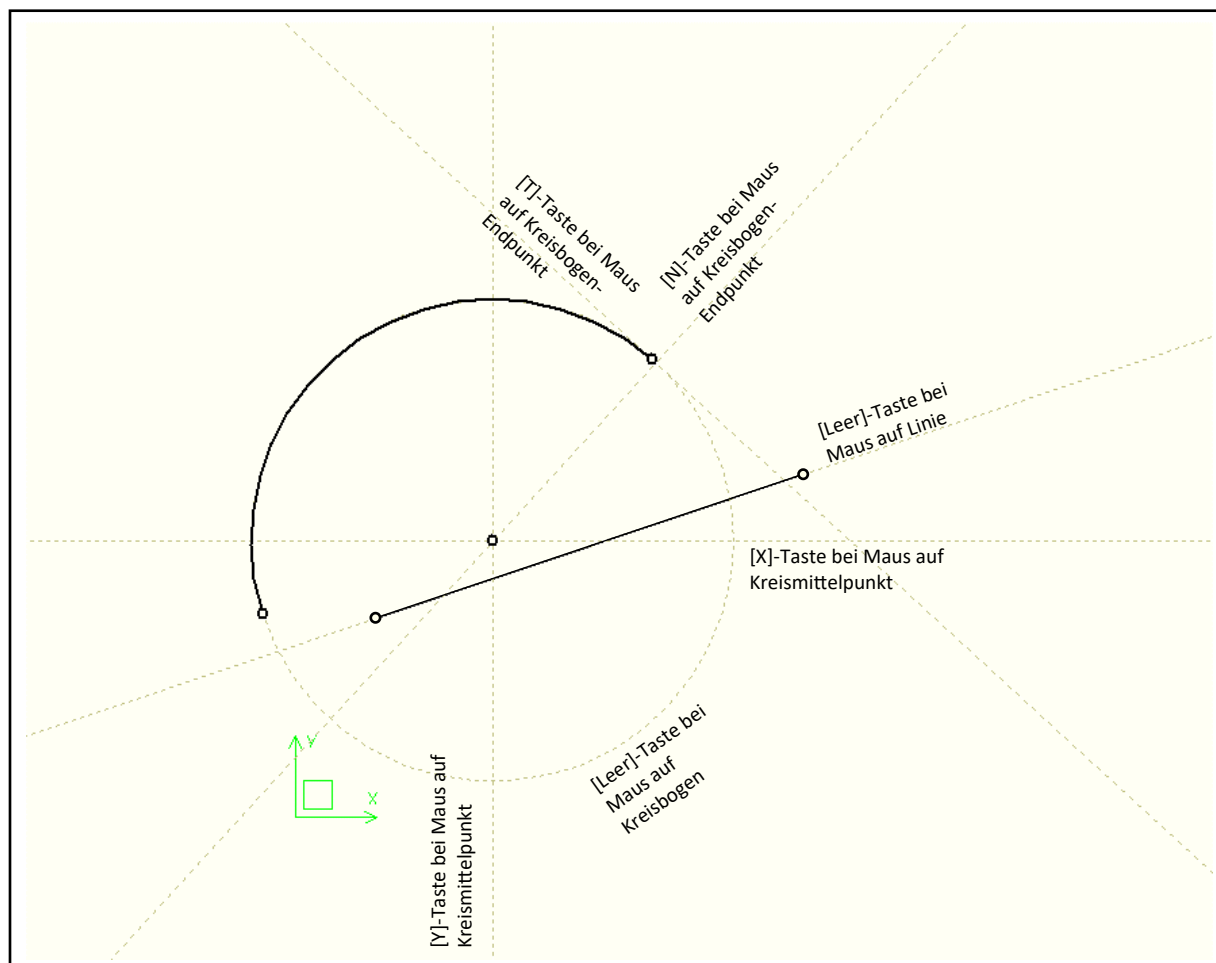 [T]-Taste bei Maus
auf Kreisbogen-
Endpunkt
[N]-Taste bei Maus
auf Kreisbogen-
Endpunkt
[Leer]-Taste bei
Maus auf Linie
[X]-Taste bei Maus auf
Kreismittelpunkt
[Leer]-Taste bei
Maus auf
Kreisbogen
[Y]-Taste bei Maus auf
Kreismittelpunkt
Y
X